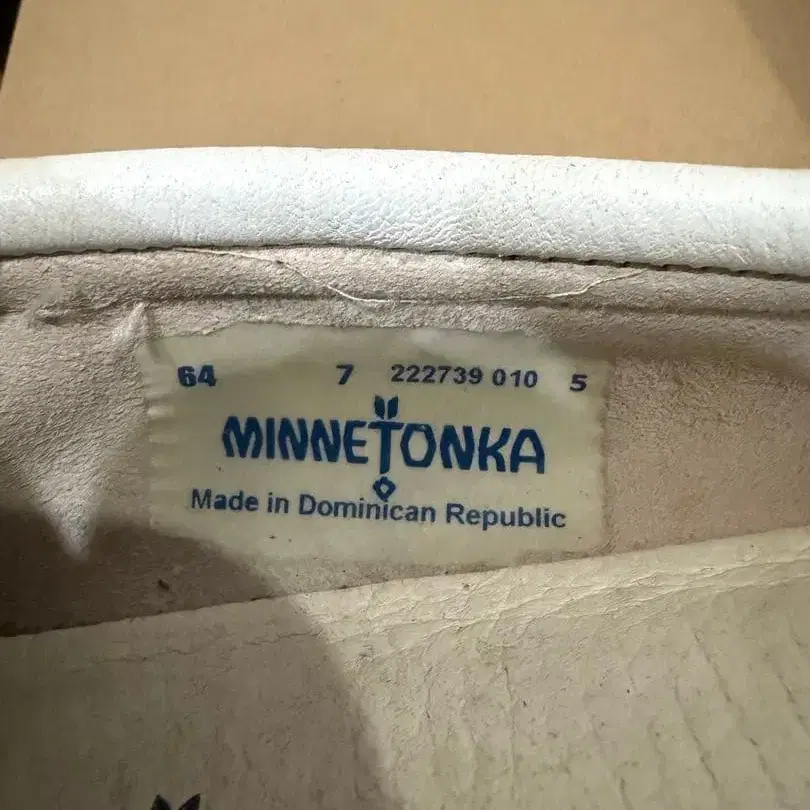 64 7 222739 010 5
MINNETONKA
Made in Dominican Republic